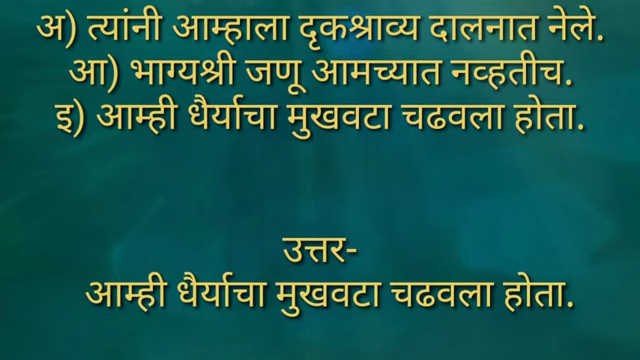 अ) त्यांनी आम्हाला दृकश्राव्य दालनात नेले.
आ) भाग्यश्री जणू आमच्यात नव्हतीच.
इ) आम्ही धैर्याचा मुखवटा चढवला होता.
उत्तर-
आम्ही धैर्याचा मुखवटा चढवला होता.